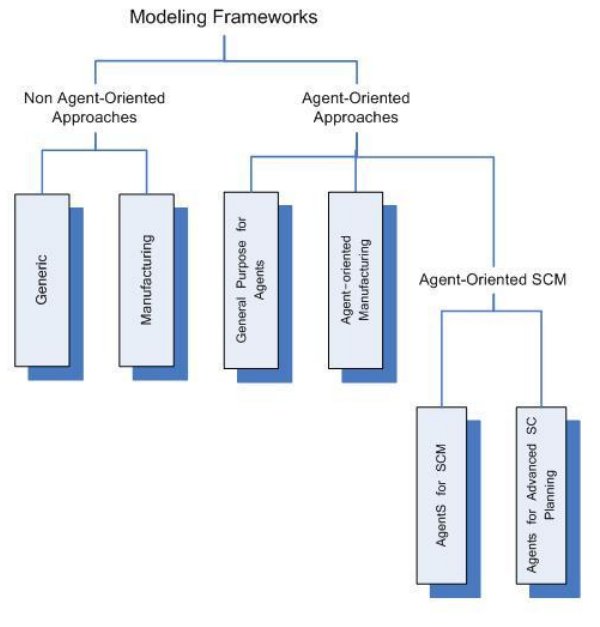 Modeling Frameworks
Non Agent-Oriented
Approaches
Agent-Oriented
Approaches
Generic
Manufacturing
General Purpose for
Agents
Agent-oriented
Manufacturing
Agent-Oriented SCM
AgentS for SCM
Agents for Advanced SC
Planning